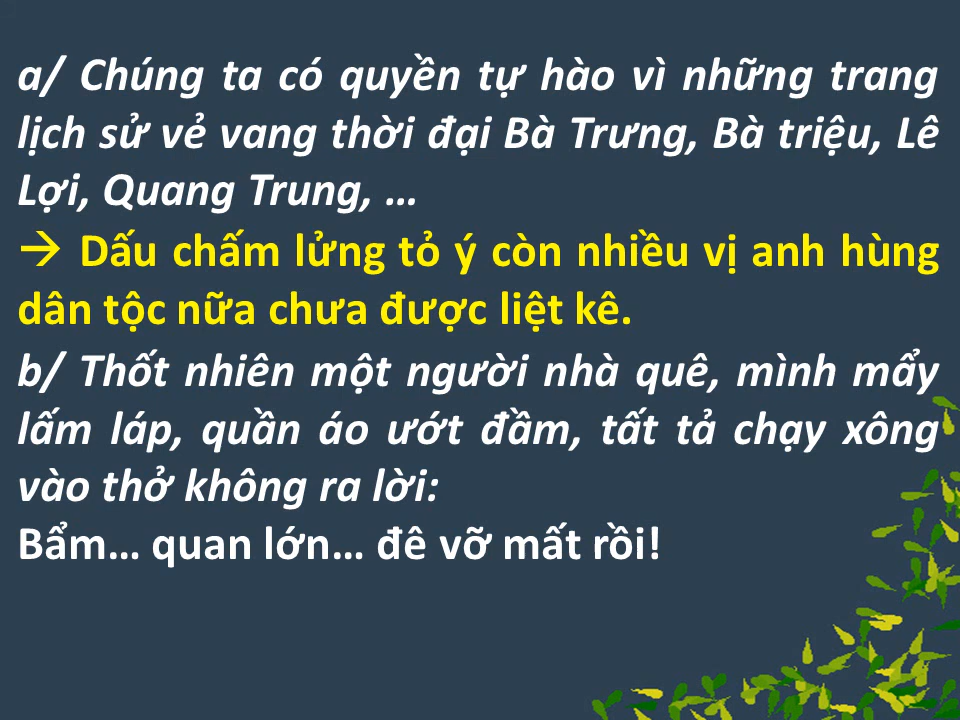 a/ Chúng ta có quyền tự hào vì những trang
lịch sử vẻ vang thời đại Bà Trưng, Bà triệu, Lê
Lợi, Quang Trung, …
→ Dấu chấm lửng tỏ ý còn nhiều vị anh hùng
dân tộc nữa chưa được liệt kê.
b/ Thốt nhiên một người nhà quê, mình mẩy
lấm láp, quần áo ướt đầm, tất tả chạy xông
vào thở không ra lời:
Bẩm… quan lớn… đê vỡ mất rồi!